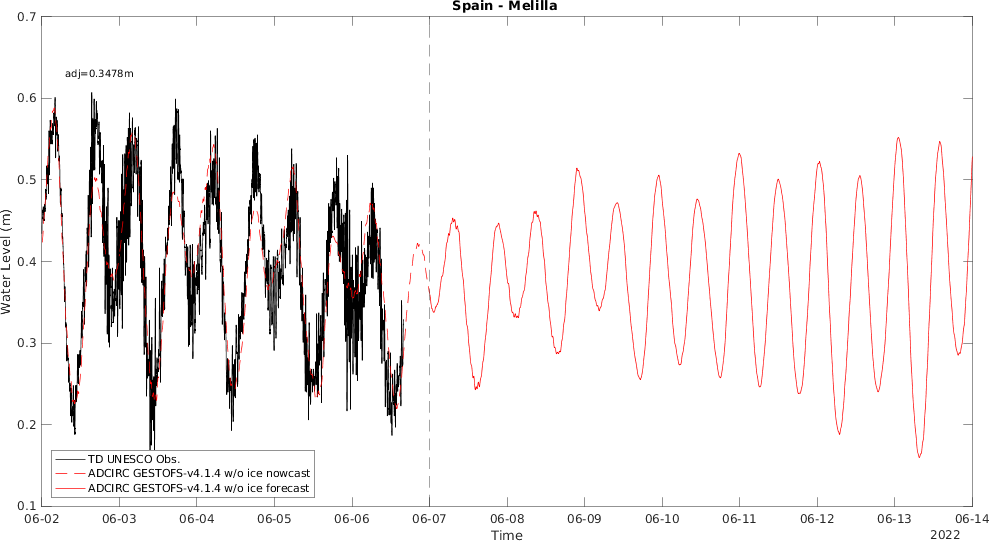 Spain - Melilla
0.7
adj=0.3478m
0.6
0.5
Water Level (m)
0.4
0.3
0.2
TD UNESCO Obs.
ADCIRC GESTOFS-v4.1.4 w/o ice nowcast
ADCIRC GESTOFS-v4.1.4 w/o ice forecast
0.1
06-02 06-03 06-04 06-05 06-06 06-07 06-08 06-09 06-10 06-11 06-12 06-13 06-14
Time
2022